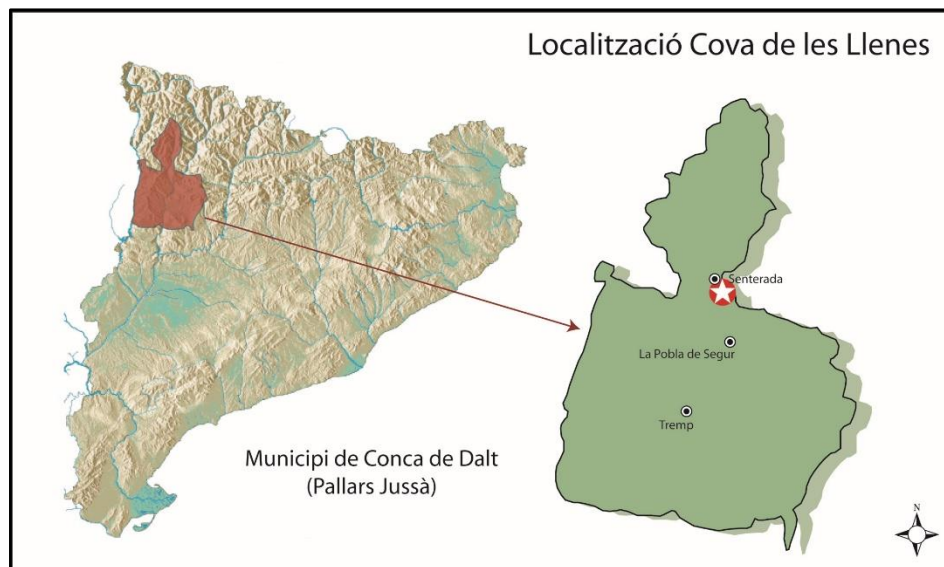 Localització Cova de les Llenes
Senterada
La Pobla de Segur
Tremp
Municipi de Conca de Dalt
(Pallars Jussà)
N